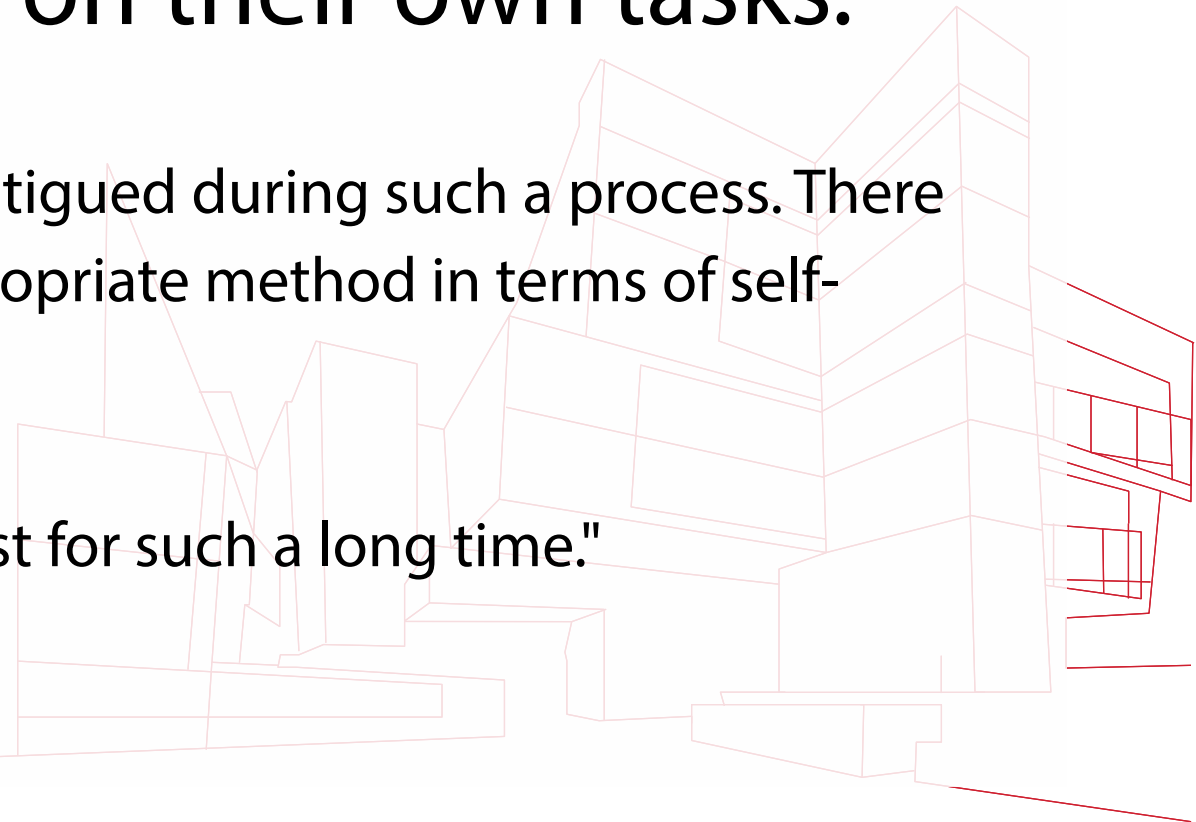 on their own tasks.
tigued during such a process. There
opriate method in terms of self-
st for such a long time."